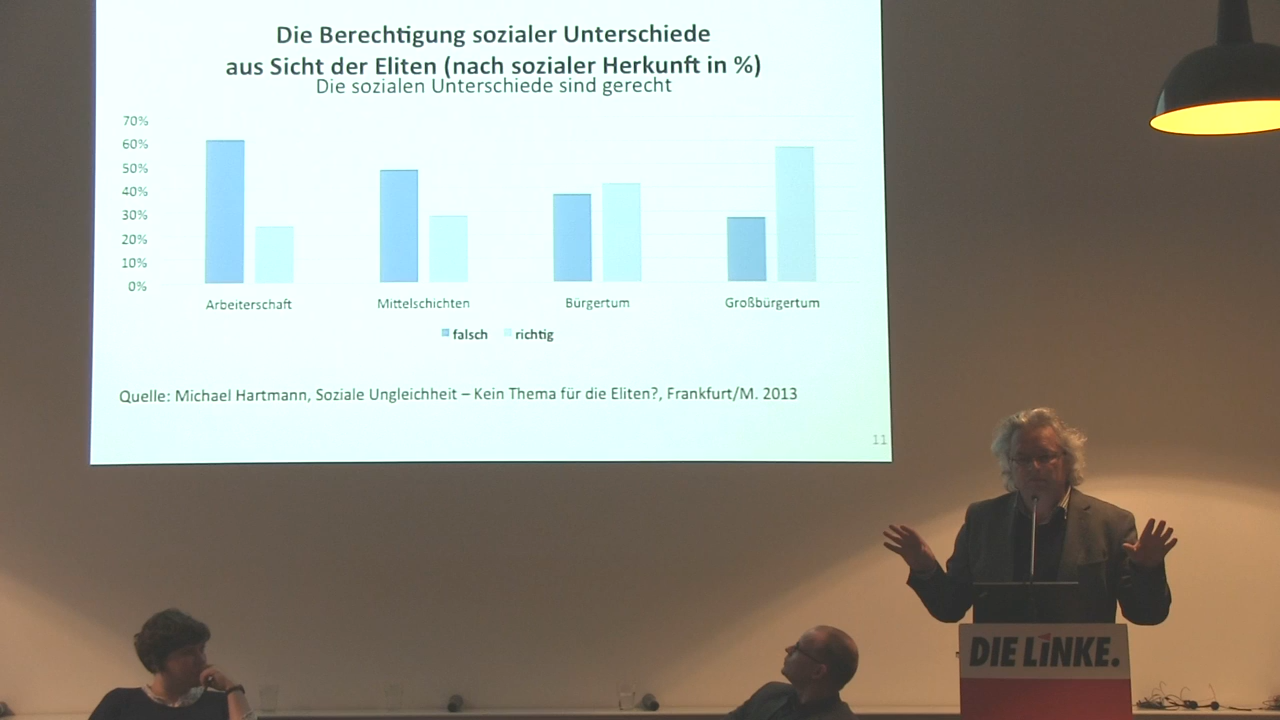 Die Berechtigung sozialer Unterschiede
aus Sicht der Eliten (nach sozialer Herkunft in %)
Die sozialen Unterschiede sind gerecht
70%
60%
50%
40%
30%
20%
10%
0%
Arbeiterschaft Mittelschichten Bürgertum Großbürgertum
falsch richtig
Quelle: Michael Hartmann, Soziale Ungleichheit – Kein Thema für die Eliten?, Frankfurt/M. 2013
11
DIE LINKE.